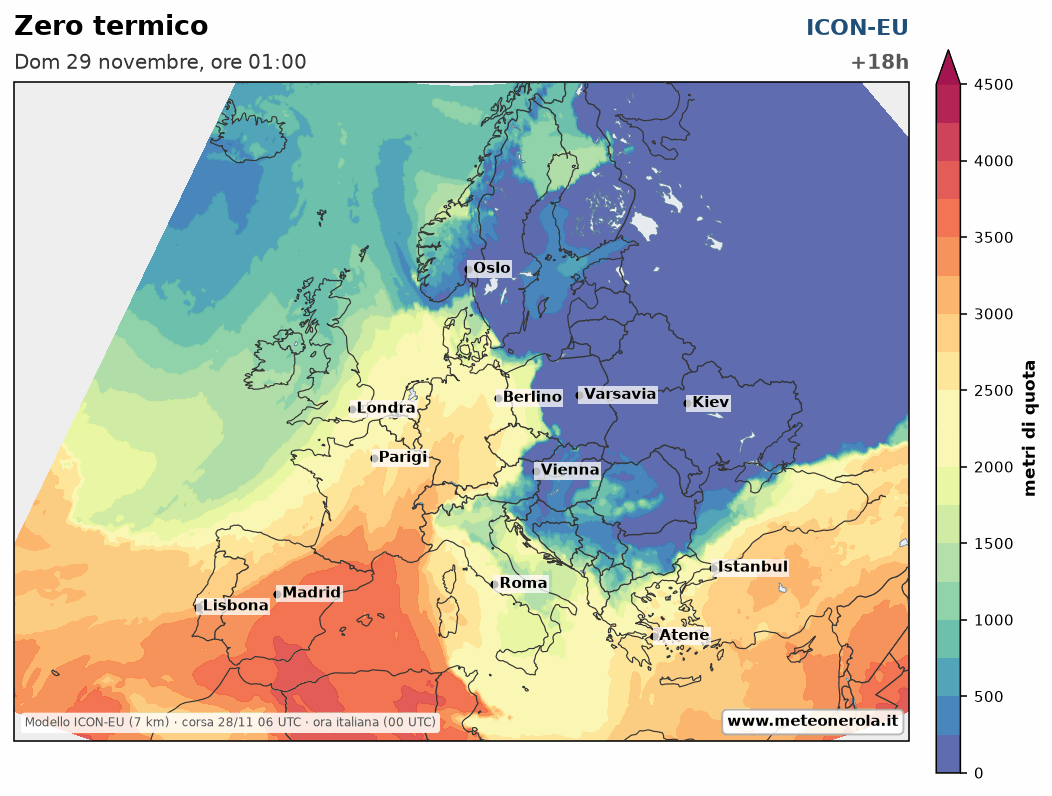 Zero termico
ICON-EU
Dom 29 novembre, ore 01:00
+18h
4500
4000
3500
3000
2500
2000
1500
1000
500
0
metri di quota
Oslo
Londra
Berlino
Varsavia
Kiev
Parigi
Vienna
Istanbul
Roma
Madrid
Lisbona
Atene
Modello ICON-EU (7 km) · corsa 28/11 06 UTC · ora italiana (00 UTC)
www.meteonerola.it